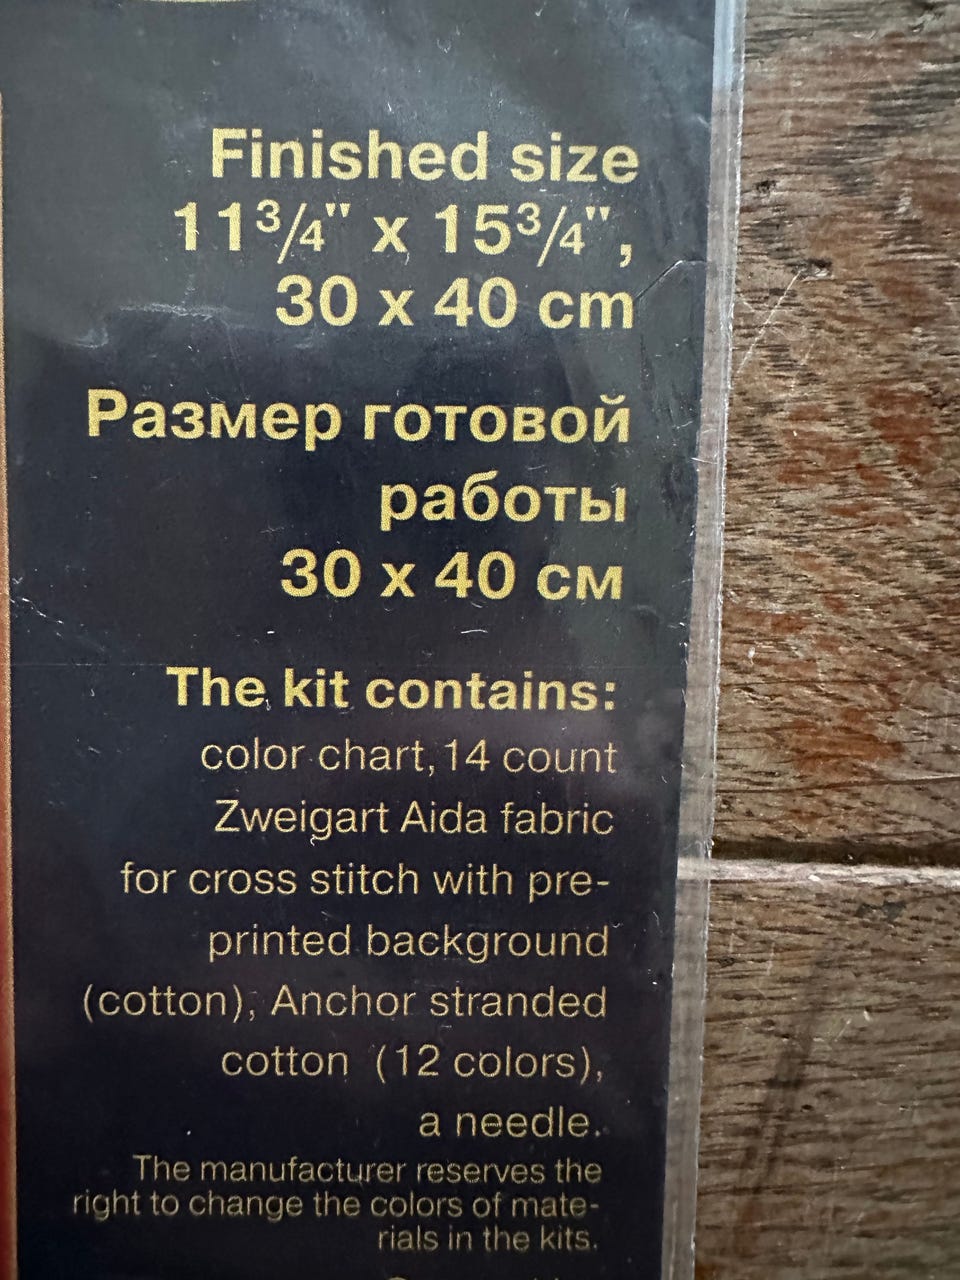 Finished size
11¾" x 15¾",
30 x 40 cm
Размер готовой
работы
30 x 40 см
The kit contains:
color chart, 14 count
Zweigart Aida fabric
for cross stitch with pre-
printed background
(cotton), Anchor stranded
cotton (12 colors),
a needle.
The manufacturer reserves the
right to change the colors of mate-
rials in the kits.